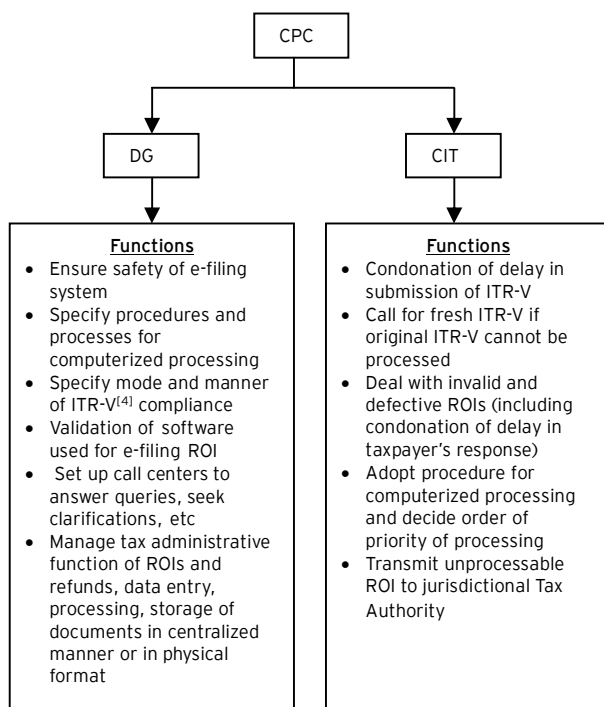 CPC
DG
CIT
Functions
• Ensure safety of e-filing
system
• Specify procedures and
processes for
computerized processing
• Specify mode and manner
of ITR-V[4] compliance
• Validation of software
used for e-filing ROI
• Set up call centers to
answer queries, seek
clarifications, etc
• Manage tax administrative
function of ROIs and
refunds, data entry,
processing, storage of
documents in centralized
manner or in physical
format
Functions
• Condonation of delay in
submission of ITR-V
• Call for fresh ITR-V if
original ITR-V cannot be
processed
• Deal with invalid and
defective ROIs (including
condonation of delay in
taxpayer's response)
• Adopt procedure for
computerized processing
and decide order of
priority of processing
• Transmit unprocessable
ROI to jurisdictional Tax
Authority